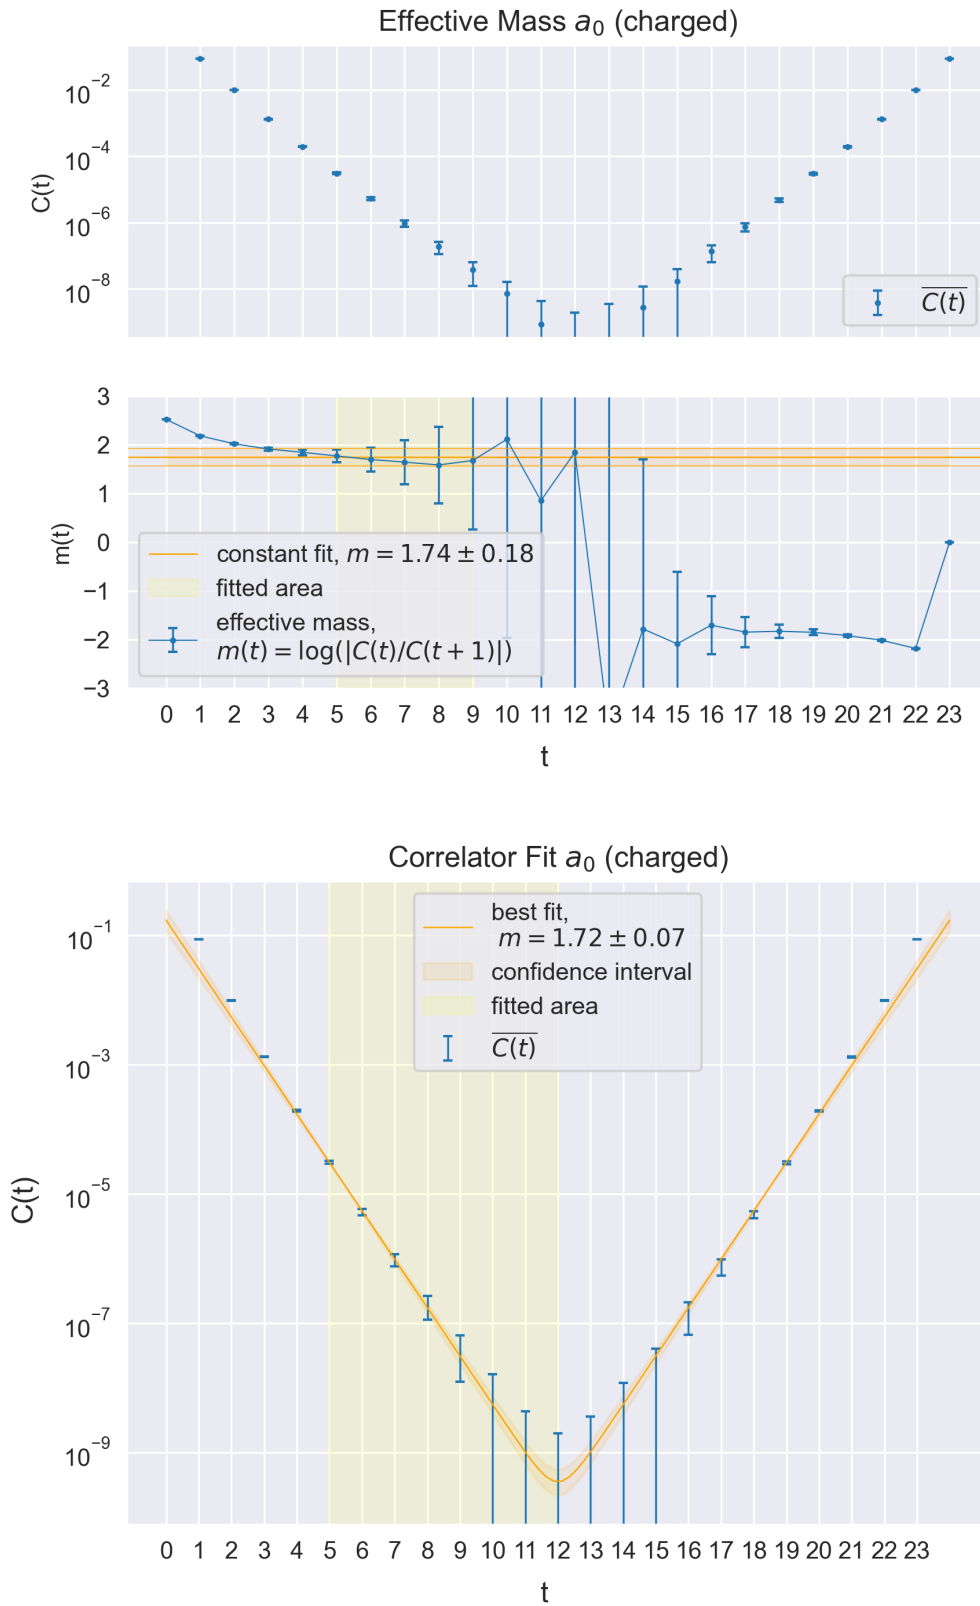 Effective Mass a₀ (charged)
10⁻²
10⁻⁴
10⁻⁶
10⁻⁸
C(t)
C(t)
3
2
1
0
−1
−2
−3
m(t)
constant fit, m = 1.74 ± 0.18
fitted area
effective mass,
m(t) = log(|C(t)/C(t + 1)|)
0 1 2 3 4 5 6 7 8 9 10 11 12 13 14 15 16 17 18 19 20 21 22 23
t
Correlator Fit a₀ (charged)
10⁻¹
10⁻³
10⁻⁵
10⁻⁷
10⁻⁹
C(t)
best fit,
m = 1.72 ± 0.07
confidence interval
fitted area
C(t)
0 1 2 3 4 5 6 7 8 9 10 11 12 13 14 15 16 17 18 19 20 21 22 23
t